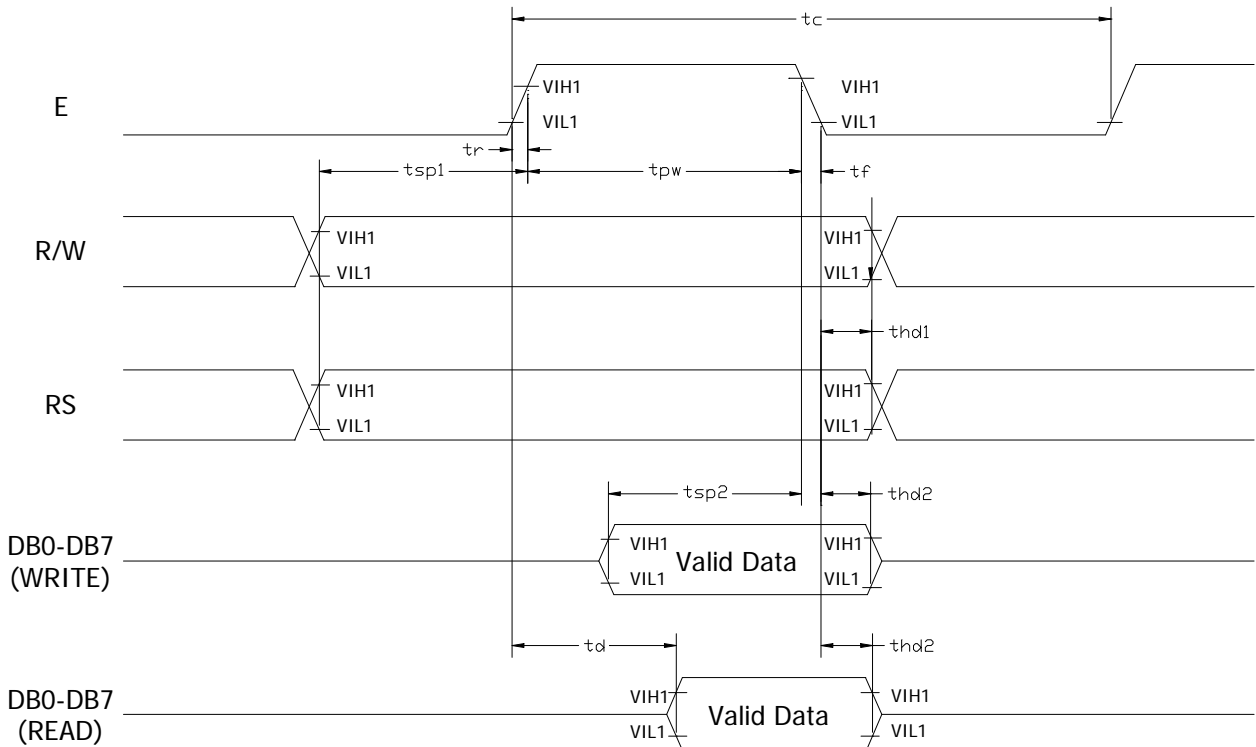 tc
E
VIH1
VIH1
VIL1
VIL1
tr
tsp1
tpw
tf
R/W
VIH1
VIH1
VIL1
VIL1
thd1
RS
VIH1
VIH1
VIL1
VIL1
tsp2
thd2
DB0-DB7
(WRITE)
VIH1
Valid Data
VIH1
VIL1
VIL1
td
thd2
DB0-DB7
(READ)
VIH1
Valid Data
VIH1
VIL1
VIL1